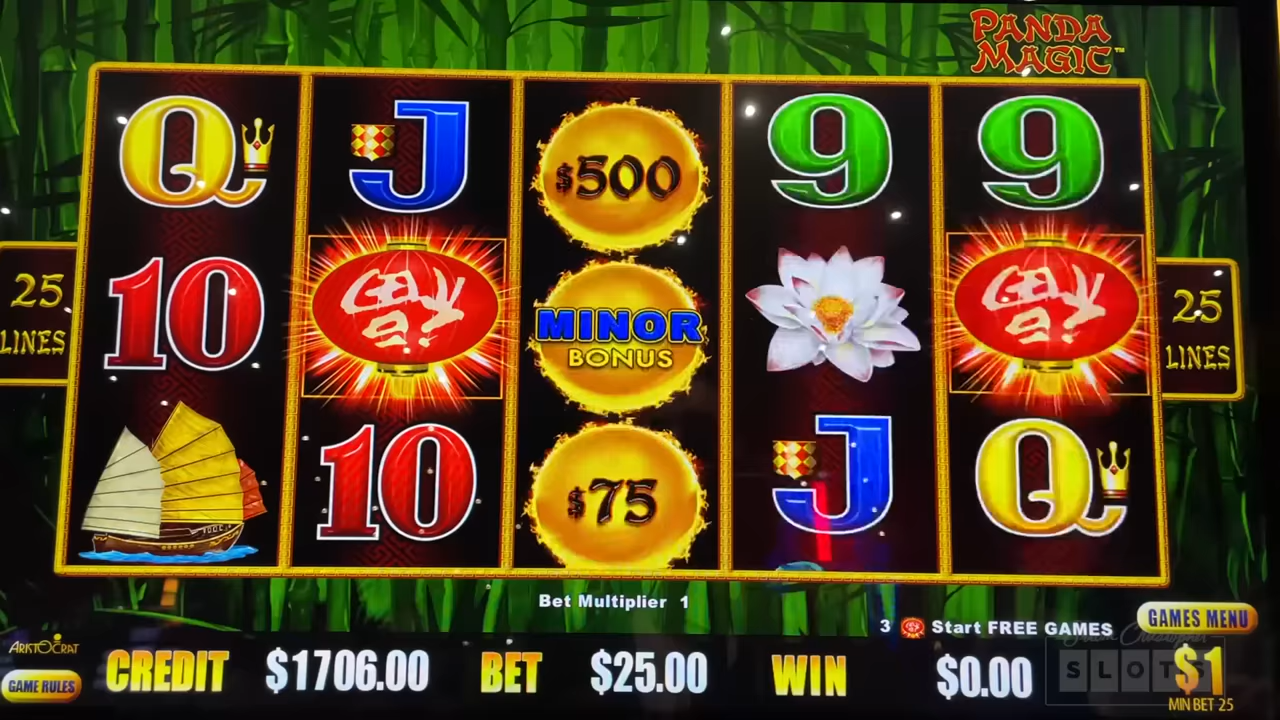 PANDA
MAGIC™
Q
J
$500
9
9
25
LINES
10
MINOR
BONUS
25
LINES
10
$75
J
Q
Bet Multiplier 1
3 Start FREE GAMES
GAMES MENU
ARISTOCRAT
GAME RULES
CREDIT $1706.00 BET $25.00 WIN $0.00
SLOTS
$1
MIN BET 25